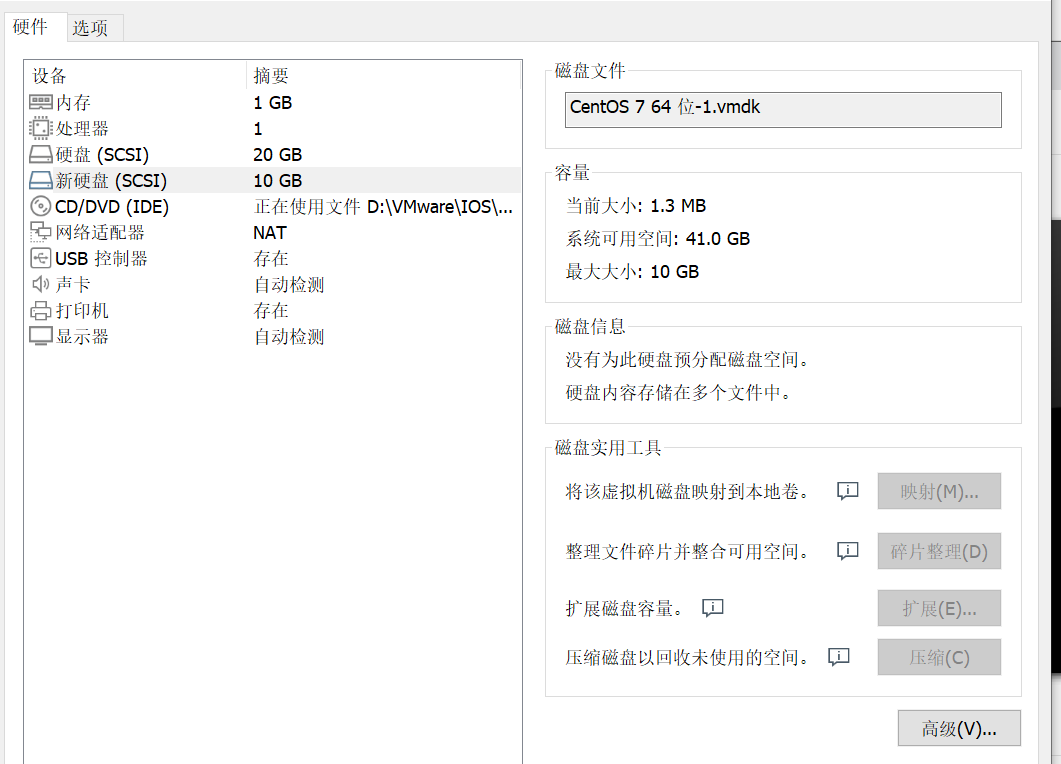 硬件 选项
设备 摘要
内存 1 GB
处理器 1
硬盘 (SCSI) 20 GB
新硬盘 (SCSI) 10 GB
CD/DVD (IDE) 正在使用文件 D:\VMware\IOS\...
网络适配器 NAT
USB 控制器 存在
声卡 自动检测
打印机 存在
显示器 自动检测
磁盘文件
CentOS 7 64 位-1.vmdk
容量
当前大小: 1.3 MB
系统可用空间: 41.0 GB
最大大小: 10 GB
磁盘信息
没有为此硬盘预分配磁盘空间。
硬盘内容存储在多个文件中。
磁盘实用工具
将该虚拟机磁盘映射到本地卷。 映射(M)...
整理文件碎片并整合可用空间。 碎片整理(D)
扩展磁盘容量。 扩展(E)...
压缩磁盘以回收未使用的空间。 压缩(C)
高级(V)...